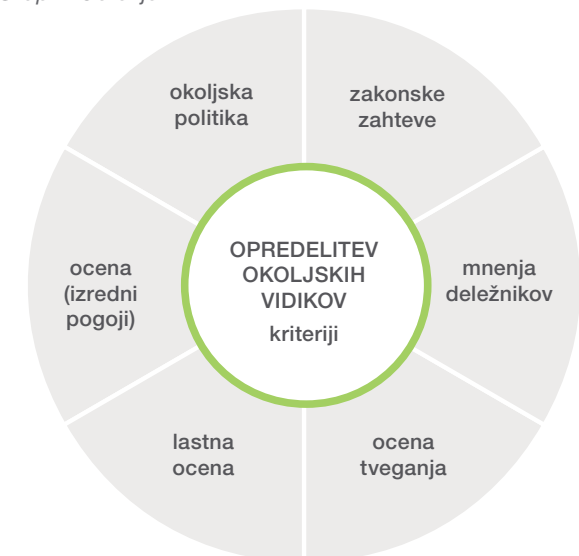 okoljska
politika
zakonske
zahteve
ocena
(izredni
pogoji)
OPREDELITEV
OKOLJSKIH
VIDIKOV
kriteriji
mnenja
deležnikov
lastna
ocena
ocena
tveganja